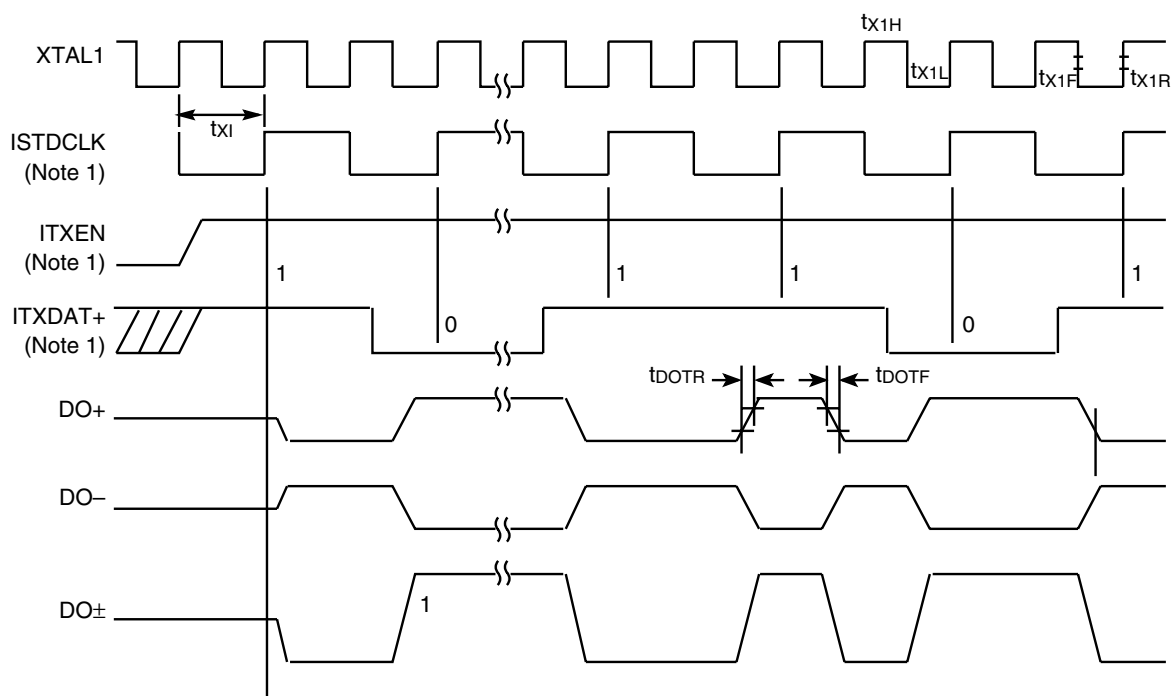 tX1H
XTAL1
tX1L
tX1F
tX1R
tXI
ISTDCLK
(Note 1)
ITXEN
(Note 1)
1
1
1
1
ITXDAT+
(Note 1)
0
0
tDOTR
tDOTF
DO+
DO–
DO±
1